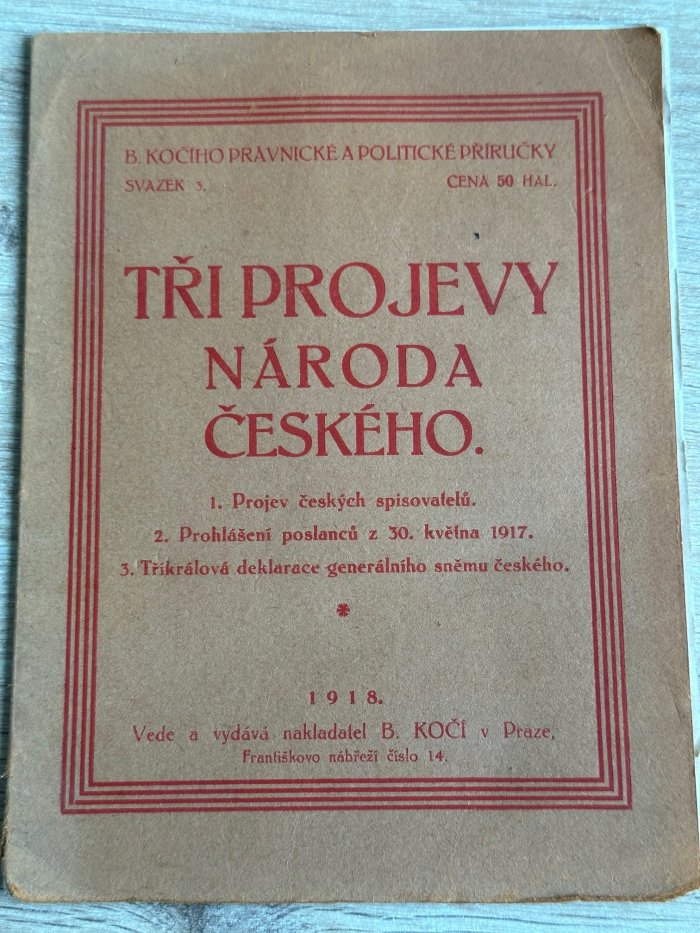 B. KOČÍHO PRÁVNICKÉ A POLITICKÉ PŘÍRUČKY
SVAZEK 3. CENA 50 HAL.
TŘI PROJEVY
NÁRODA
ČESKÉHO.
1. Projev českých spisovatelů.
2. Prohlášení poslanců z 30. května 1917.
3. Tříkrálová deklarace generálního sněmu českého.
*
1918.
Vede a vydává nakladatel B. KOČÍ v Praze,
Františkovo nábřeží číslo 14.